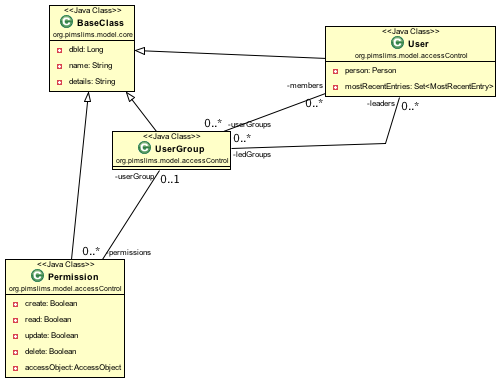 <<Java Class>>
BaseClass
org.pimslims.model.core
dbId: Long
name: String
details: String
<<Java Class>>
User
org.pimslims.model.accessControl
person: Person
mostRecentEntries: Set<MostRecentEntry>
-members
0..*
-leaders
0..*
0..*
-userGroups
0..*
-ledGroups
<<Java Class>>
UserGroup
org.pimslims.model.accessControl
-userGroup
0..1
0..*
-permissions
<<Java Class>>
Permission
org.pimslims.model.accessControl
create: Boolean
read: Boolean
update: Boolean
delete: Boolean
accessObject: AccessObject